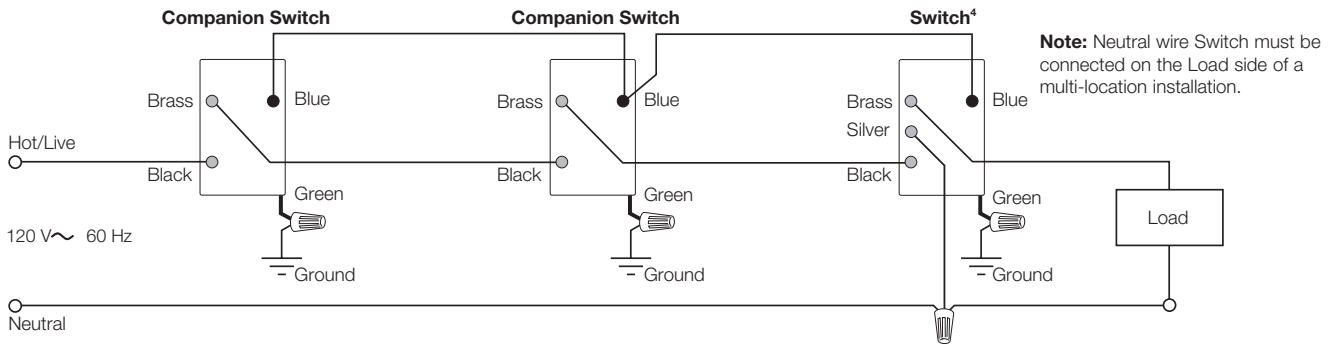 Companion Switch
Companion Switch
Switch⁴
Note: Neutral wire Switch must be
connected on the Load side of a
multi-location installation.
Brass
Blue
Brass
Blue
Brass
Blue
Silver
Hot/Live
Black
Black
Black
Green
Green
Green
Load
120 V~ 60 Hz
Ground
Ground
Ground
Neutral